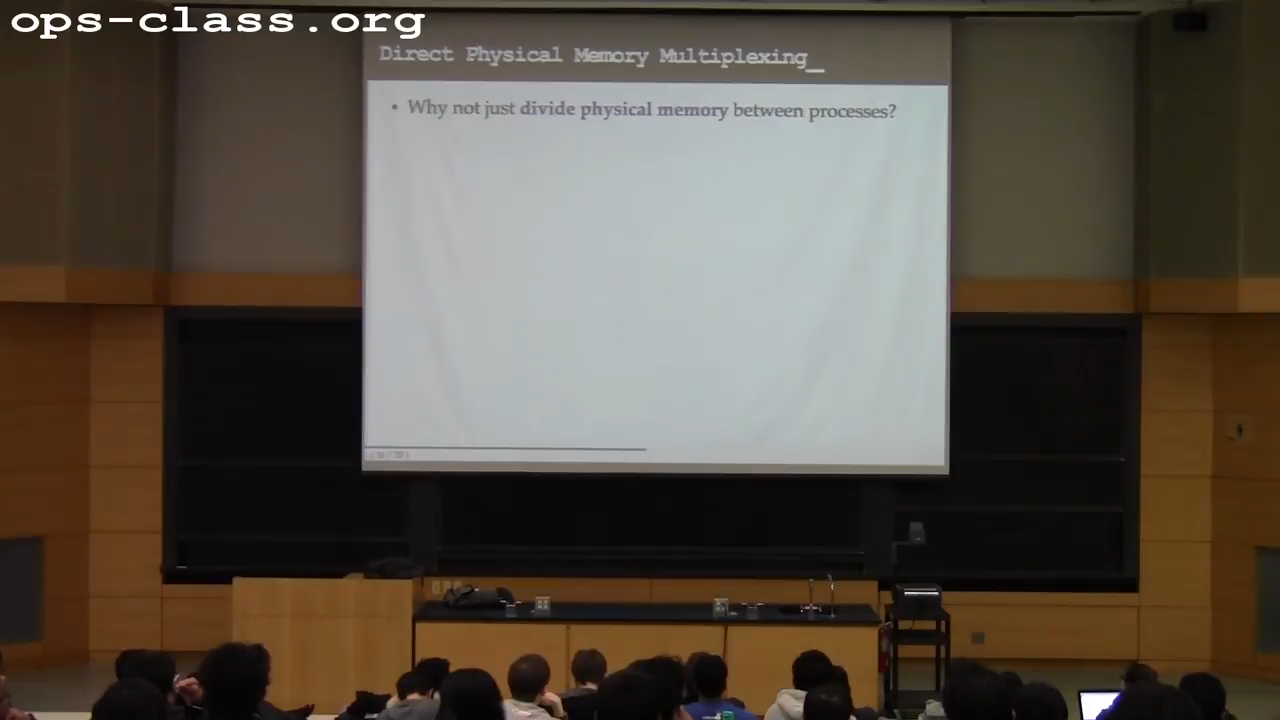 ops-class.org
Direct Physical Memory Multiplexing_
• Why not just divide physical memory between processes?